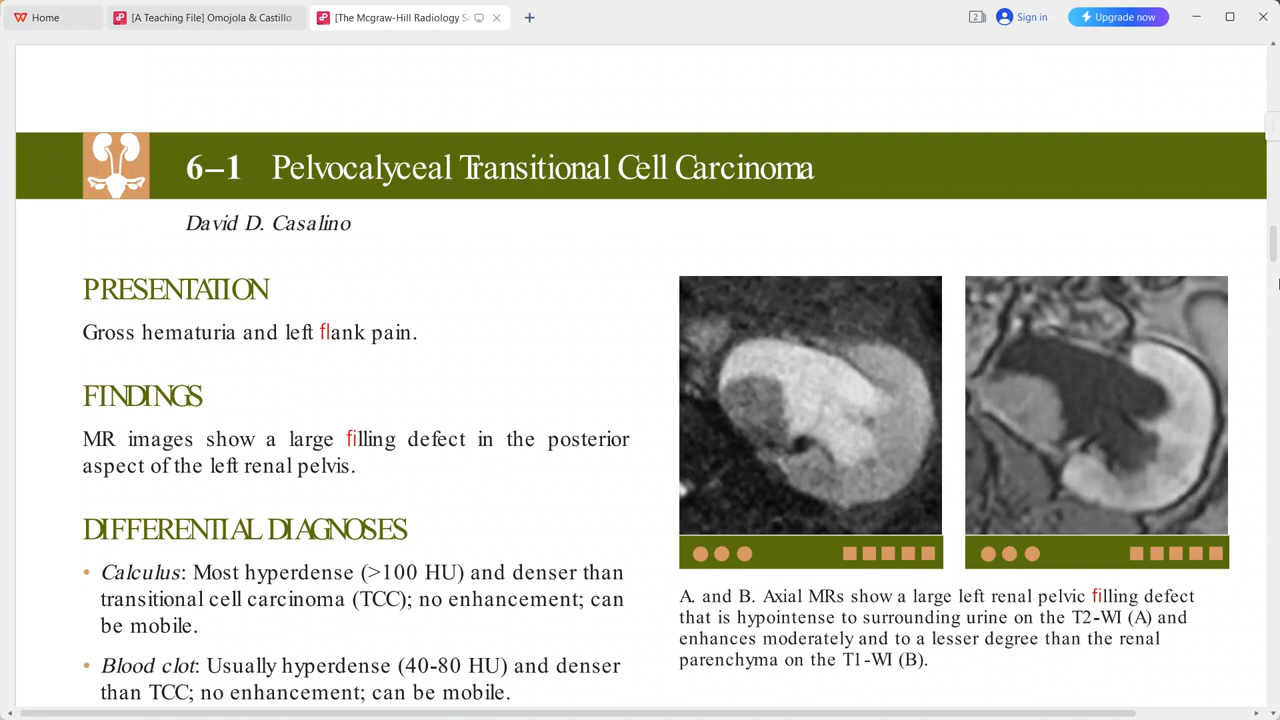 Home
[A Teaching File] Omojola & Castillo
[The Mcgraw-Hill Radiology S
2
Sign in
Upgrade now
6–1 Pelvocalyceal Transitional Cell Carcinoma
David D. Casalino
PRESENTATION
Gross hematuria and left flank pain.
FINDINGS
MR images show a large filling defect in the posterior
aspect of the left renal pelvis.
DIFFERENTIAL DIAGNOSES
• Calculus: Most hyperdense (>100 HU) and denser than
transitional cell carcinoma (TCC); no enhancement; can
be mobile.
• Blood clot: Usually hyperdense (40-80 HU) and denser
than TCC; no enhancement; can be mobile.
A. and B. Axial MRs show a large left renal pelvic filling defect
that is hypointense to surrounding urine on the T2-WI (A) and
enhances moderately and to a lesser degree than the renal
parenchyma on the T1-WI (B).